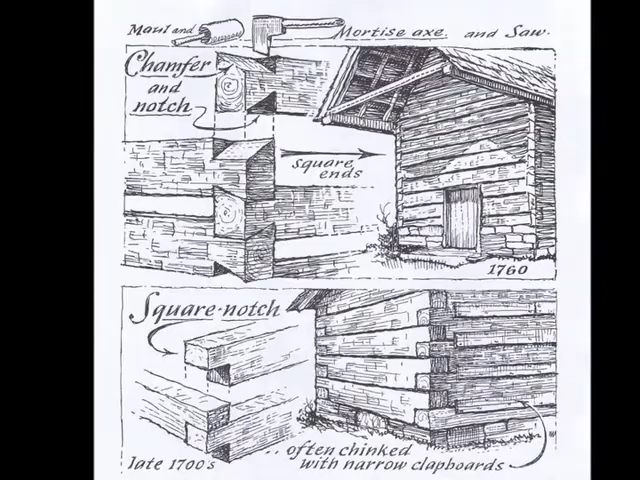 Maul and
Mortise axe. and Saw.
Chamfer
and
notch
square
ends
1760
Square-notch
late 1700s
.. often chinked
with narrow clapboards